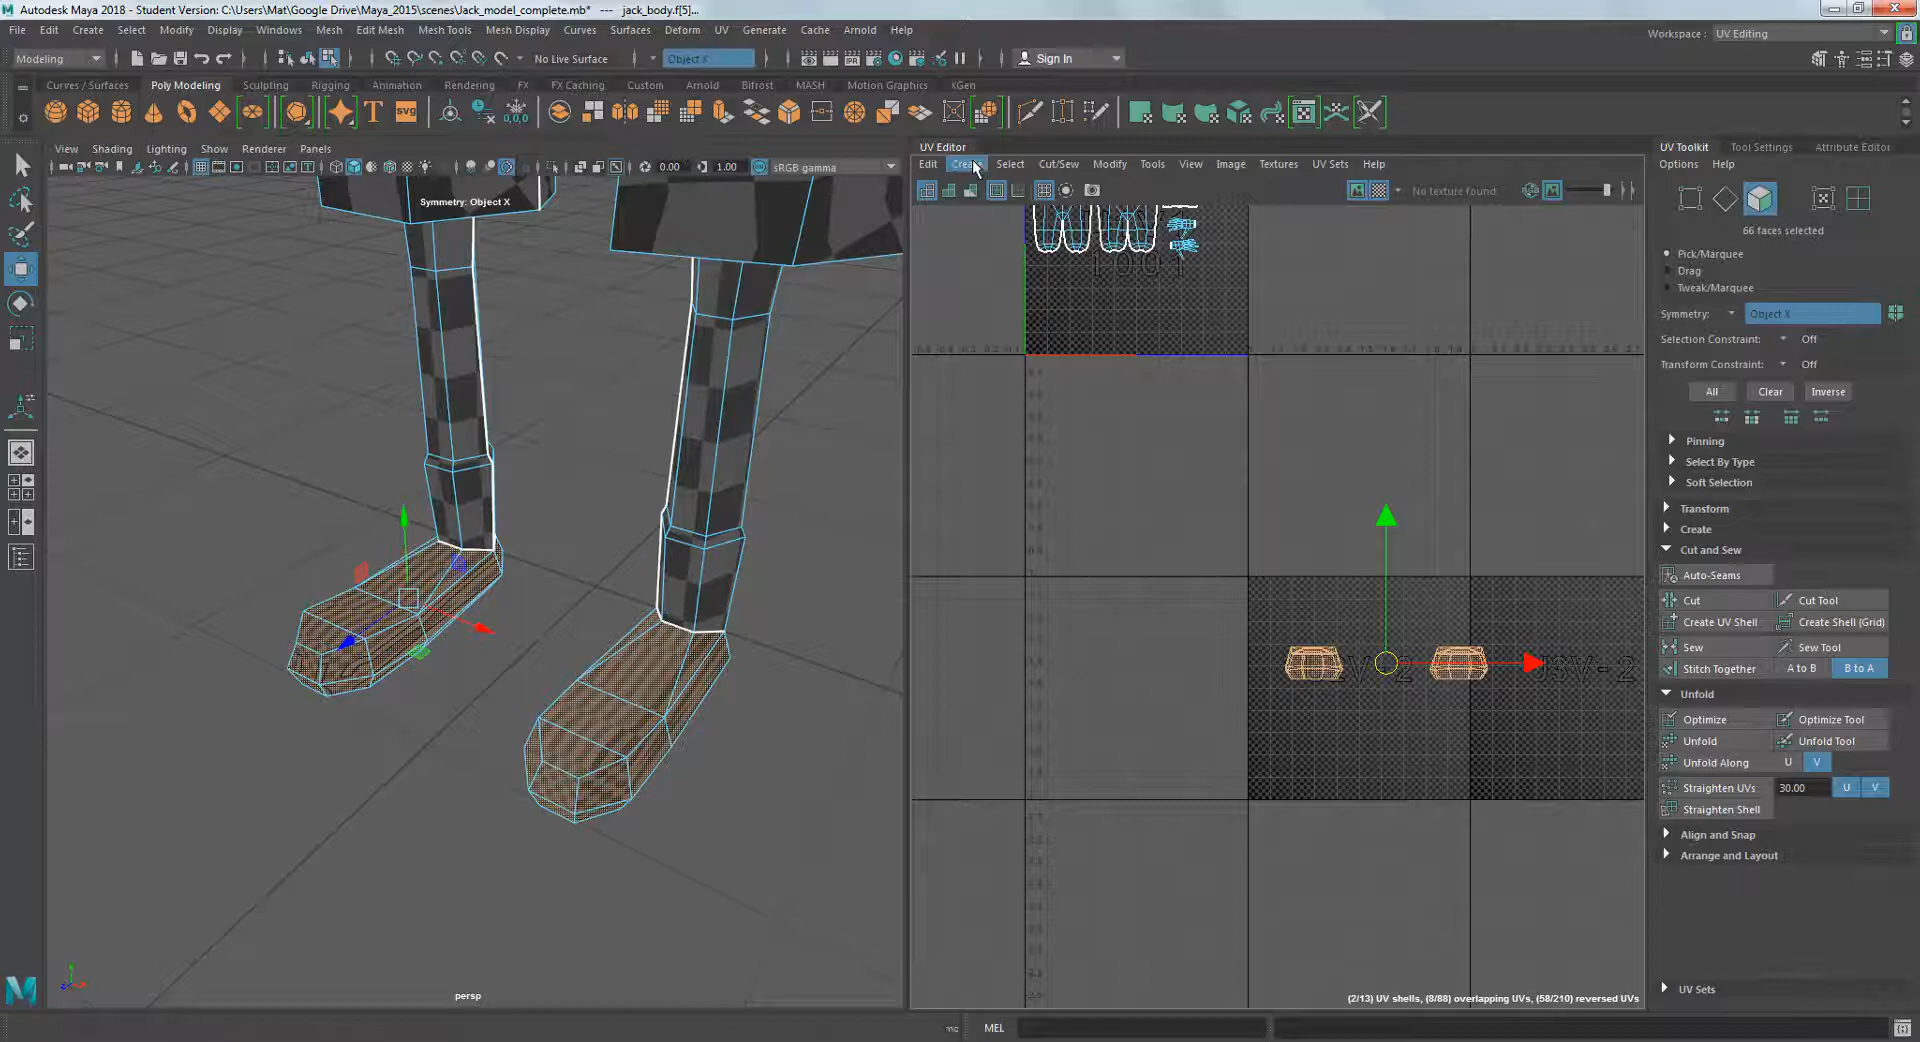 Autodesk Maya 2018 - Student Version: C:\Users\Mat\Google Drive\Maya_2015\scenes\Jack_model_complete.mb* --- jack_body.f[5]...
File Edit Create Select Modify Display Windows Mesh Edit Mesh Mesh Tools Mesh Display Curves Surfaces Deform UV Generate Cache Arnold Help
Workspace : UV Editing
Modeling No Live Surface Object X Sign In
Curves / Surfaces Poly Modeling Sculpting Rigging Animation Rendering FX FX Caching Custom Arnold Bifrost MASH Motion Graphics XGen
T SVG 0,0,0
View Shading Lighting Show Renderer Panels
0.00 1.00 sRGB gamma
Symmetry: Object X
persp
UV Editor
Edit Create Select Cut/Sew Modify Tools View Image Textures UV Sets Help
No texture found
1001
(2/13) UV shells, (8/88) overlapping UVs, (58/210) reversed UVs
UV Toolkit Tool Settings Attribute Editor
Options Help
66 faces selected
Pick/Marquee
Drag
Tweak/Marquee
Symmetry: Object X
Selection Constraint: Off
Transform Constraint: Off
All Clear Inverse
Pinning
Select By Type
Soft Selection
Transform
Create
Cut and Sew
Auto-Seams
Cut Cut Tool
Create UV Shell Create Shell (Grid)
Sew Sew Tool
Stitch Together A to B B to A
Unfold
Optimize Optimize Tool
Unfold Unfold Tool
Unfold Along U V
Straighten UVs 30.00 U V
Straighten Shell
Align and Snap
Arrange and Layout
UV Sets
MEL